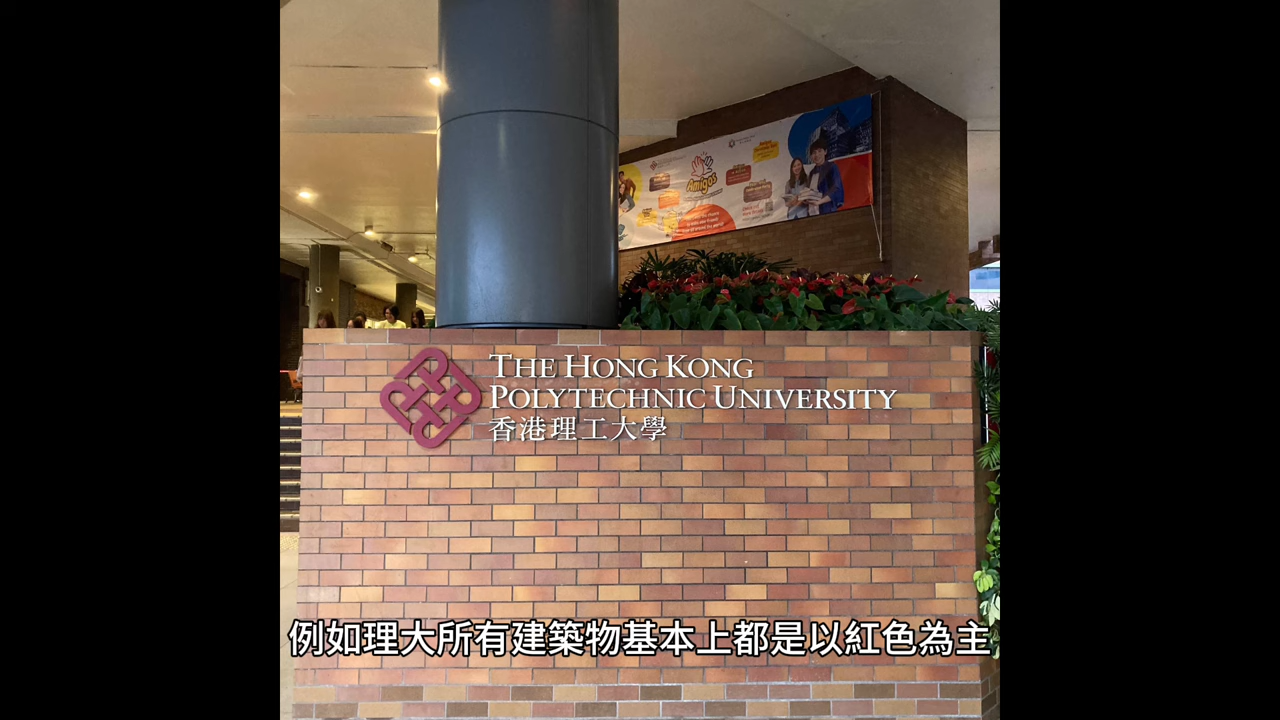 Amigos
THE HONG KONG
POLYTECHNIC UNIVERSITY
香港理工大學
例如理大所有建築物基本上都是以紅色為主